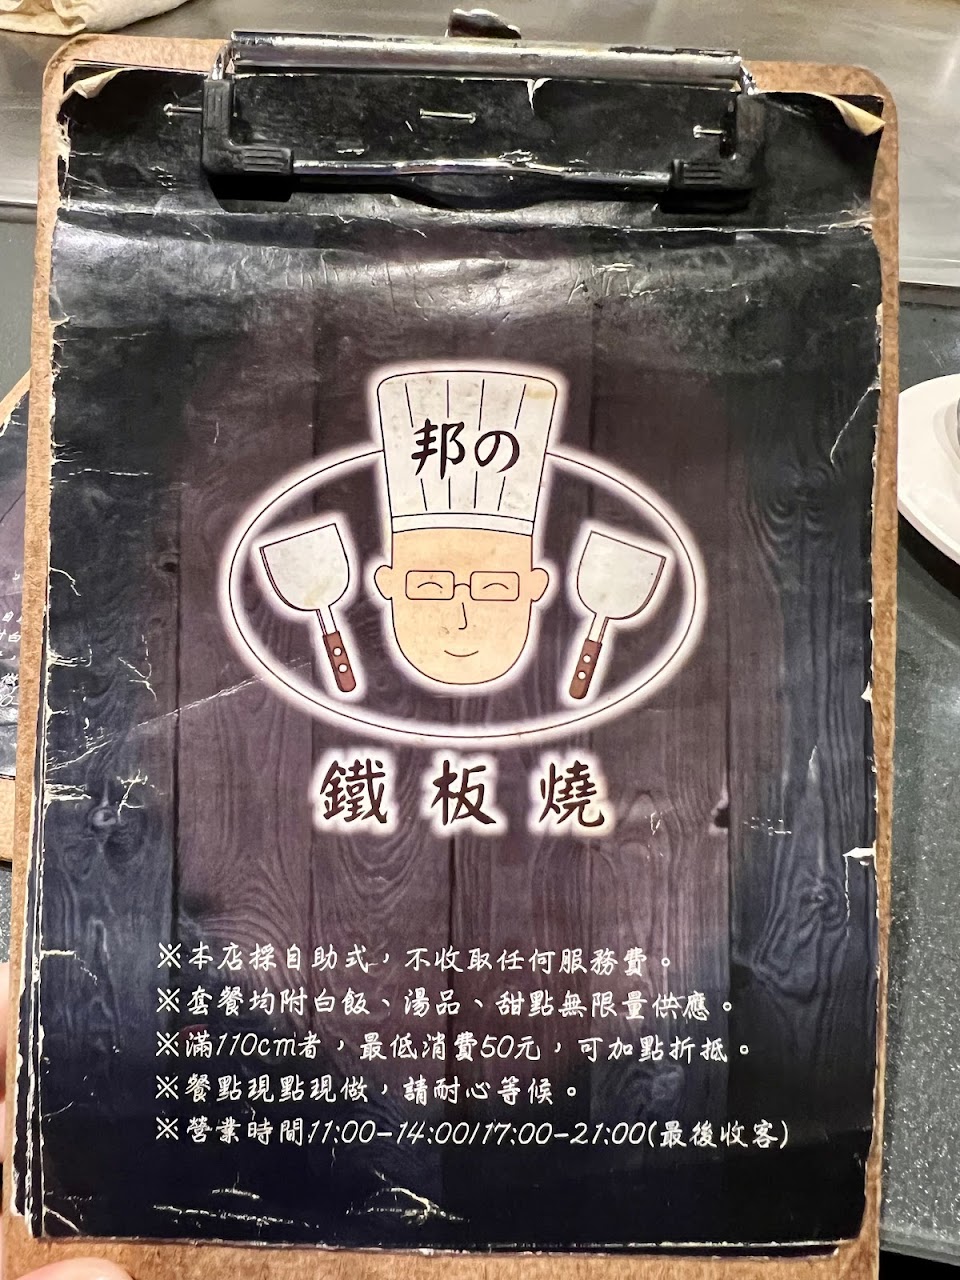 邦の
鐵板燒
※本店採自助式，不收取任何服務費。
※套餐均附白飯、湯品、甜點無限量供應。
※滿110cm者，最低消費50元，可加點折抵。
※餐點現點現做，請耐心等候。
※營業時間11:00-14:00/17:00-21:00(最後收客)